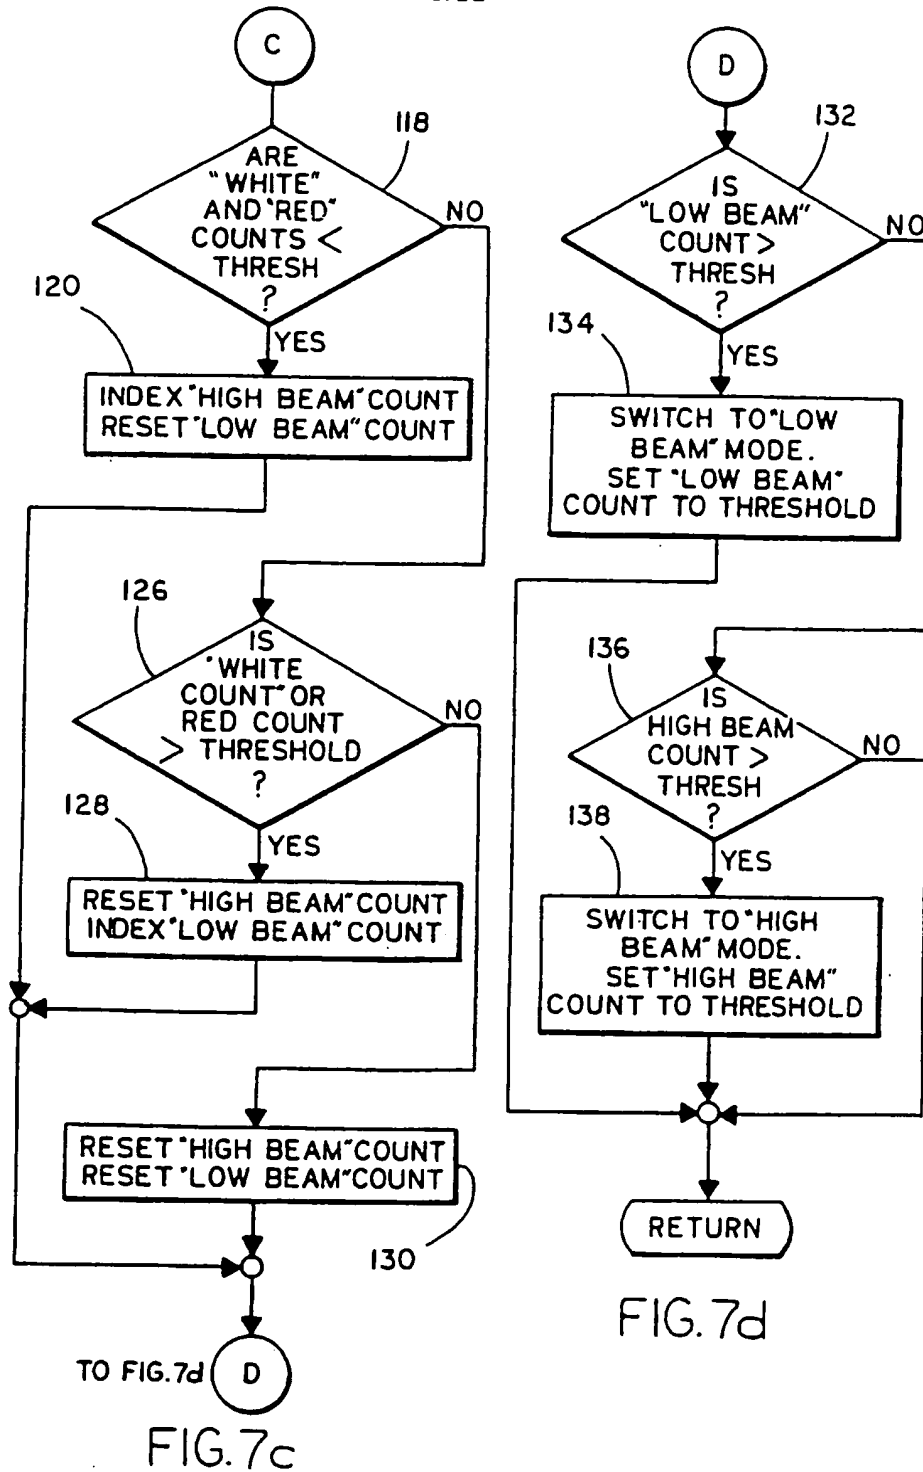 C
118
ARE
"WHITE"
AND "RED"
COUNTS <
THRESH
?
NO
YES
120
INDEX "HIGH BEAM" COUNT
RESET "LOW BEAM" COUNT
126
IS
"WHITE
COUNT" OR
RED COUNT
> THRESHOLD
?
NO
YES
128
RESET "HIGH BEAM" COUNT
INDEX "LOW BEAM" COUNT
RESET "HIGH BEAM" COUNT
RESET "LOW BEAM" COUNT
130
TO FIG.7d
D
FIG.7c
D
132
IS
"LOW BEAM"
COUNT >
THRESH
?
NO
YES
134
SWITCH TO "LOW
BEAM" MODE.
SET "LOW BEAM"
COUNT TO THRESHOLD
136
IS
HIGH BEAM
COUNT >
THRESH
?
NO
YES
138
SWITCH TO "HIGH
BEAM" MODE.
SET "HIGH BEAM"
COUNT TO THRESHOLD
RETURN
FIG.7d